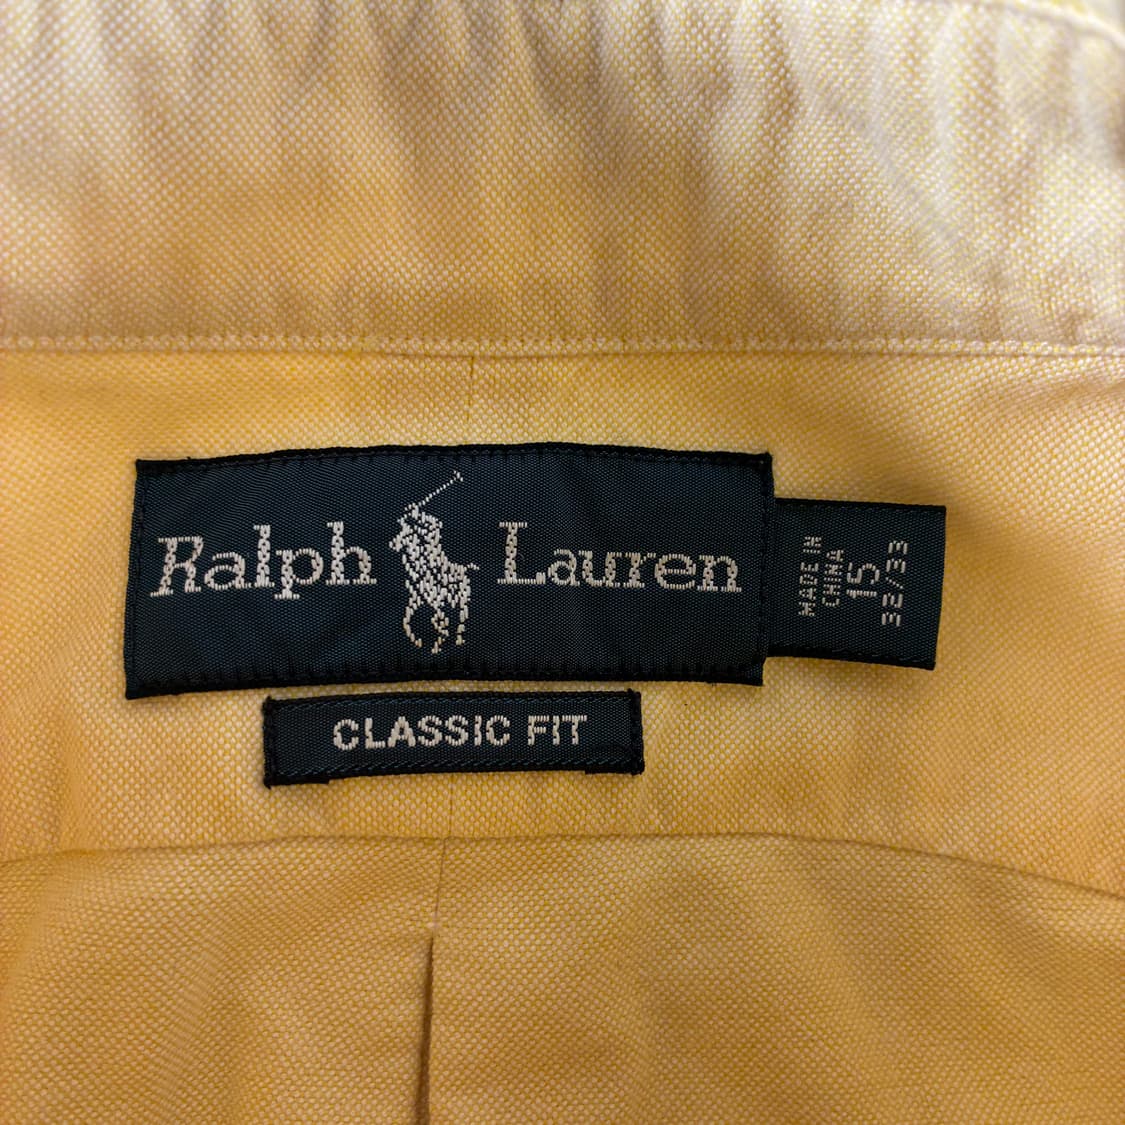 Ralph Lauren
MADE IN
CHINA
15
32/33
CLASSIC FIT